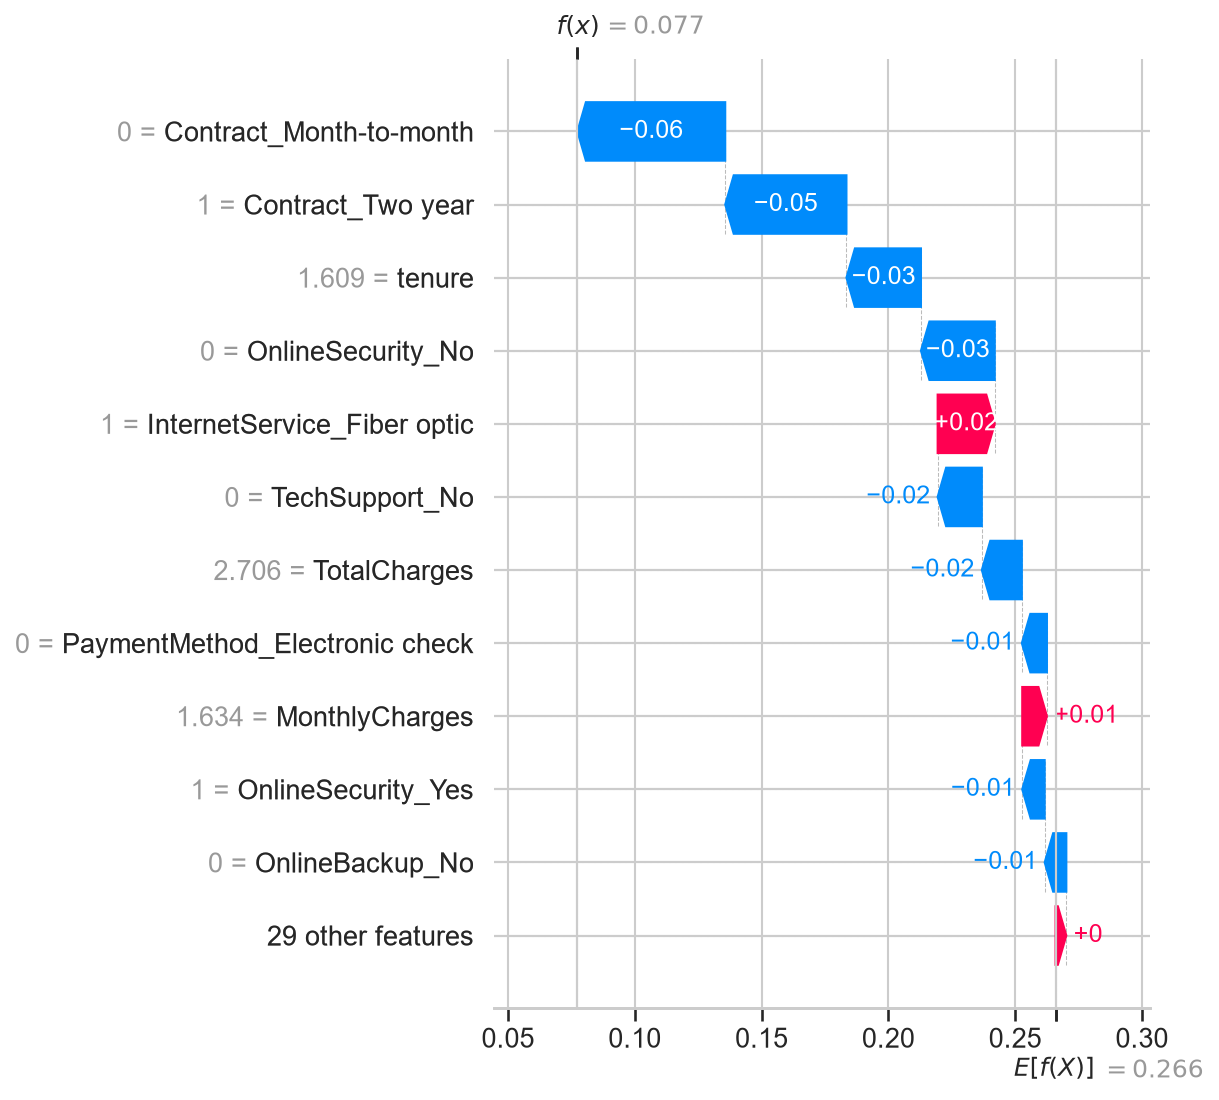 f(x) = 0.077
0 = Contract_Month-to-month −0.06
1 = Contract_Two year −0.05
1.609 = tenure −0.03
0 = OnlineSecurity_No −0.03
1 = InternetService_Fiber optic +0.02
0 = TechSupport_No −0.02
2.706 = TotalCharges −0.02
0 = PaymentMethod_Electronic check −0.01
1.634 = MonthlyCharges +0.01
1 = OnlineSecurity_Yes −0.01
0 = OnlineBackup_No −0.01
29 other features +0
0.05 0.10 0.15 0.20 0.25 0.30
E[f(X)] = 0.266